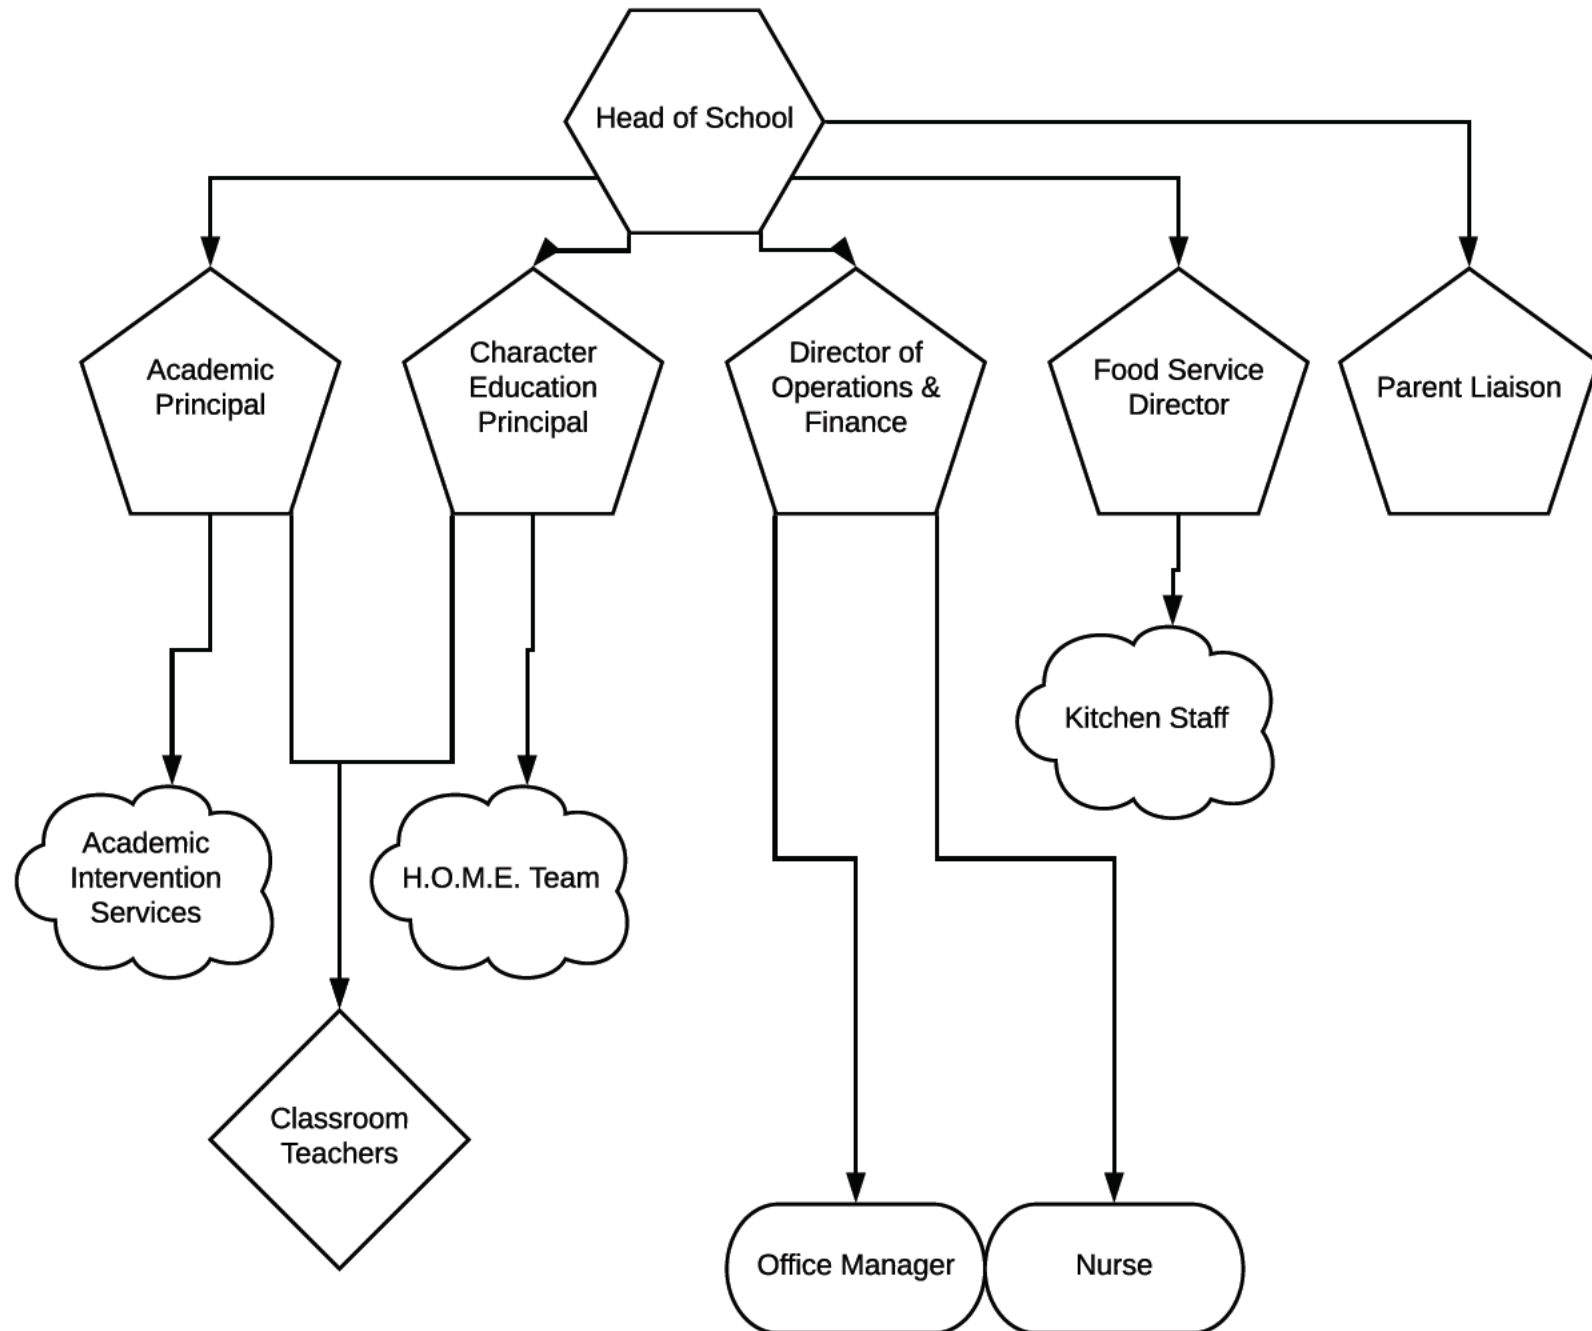 Head of School
Academic
Principal
Character
Education
Principal
Director of
Operations &
Finance
Food Service
Director
Parent Liaison
Kitchen Staff
Academic
Intervention
Services
H.O.M.E. Team
Classroom
Teachers
Office Manager
Nurse